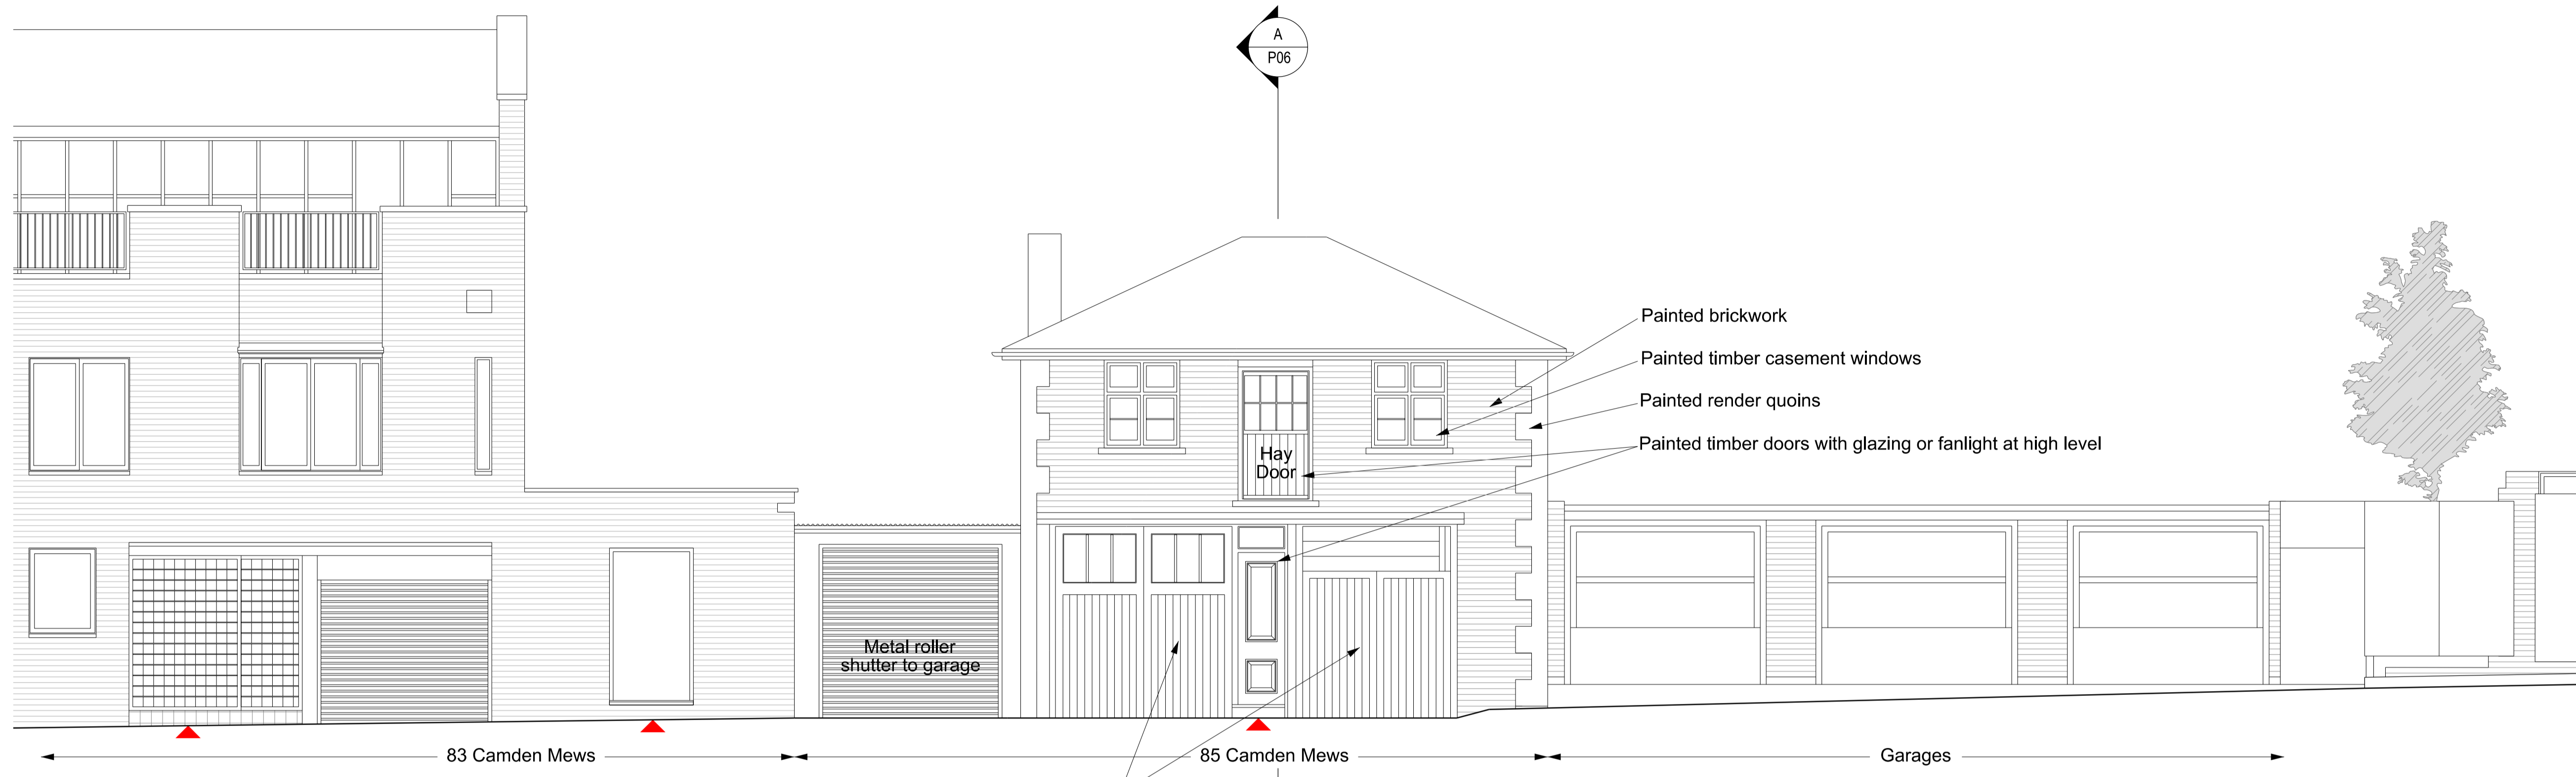 A
P06
Painted brickwork
Painted timber casement windows
Painted render quoins
Painted timber doors with glazing or fanlight at high level
Hay
Door
Metal roller
shutter to garage
83 Camden Mews
85 Camden Mews
Garages